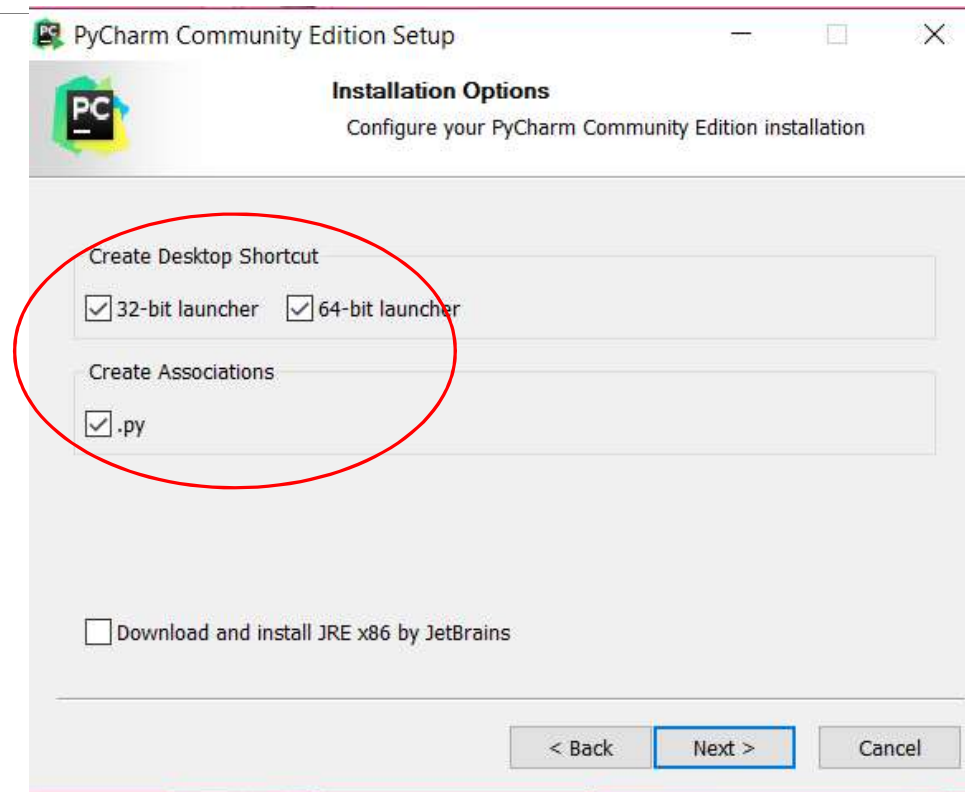 PyCharm Community Edition Setup
PC
Installation Options
Configure your PyCharm Community Edition installation
Create Desktop Shortcut
32-bit launcher 64-bit launcher
Create Associations
.py
Download and install JRE x86 by JetBrains
< Back Next > Cancel